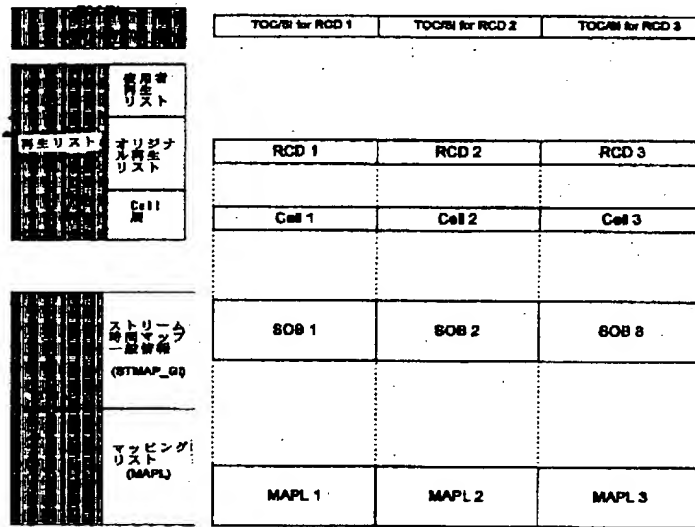 TOC/SI for RCD 1
TOC/SI for RCD 2
TOC/SI for RCD 3
使用者
再生
リスト
再生リスト
オリジナ
ル再生
リスト
RCD 1
RCD 2
RCD 3
Cell
層
Cell 1
Cell 2
Cell 3
ストリーム
時間マップ
一般情報
(STMAP_GI)
SOB 1
SOB 2
SOB 3
マッピング
リスト
(MAPL)
MAPL 1
MAPL 2
MAPL 3